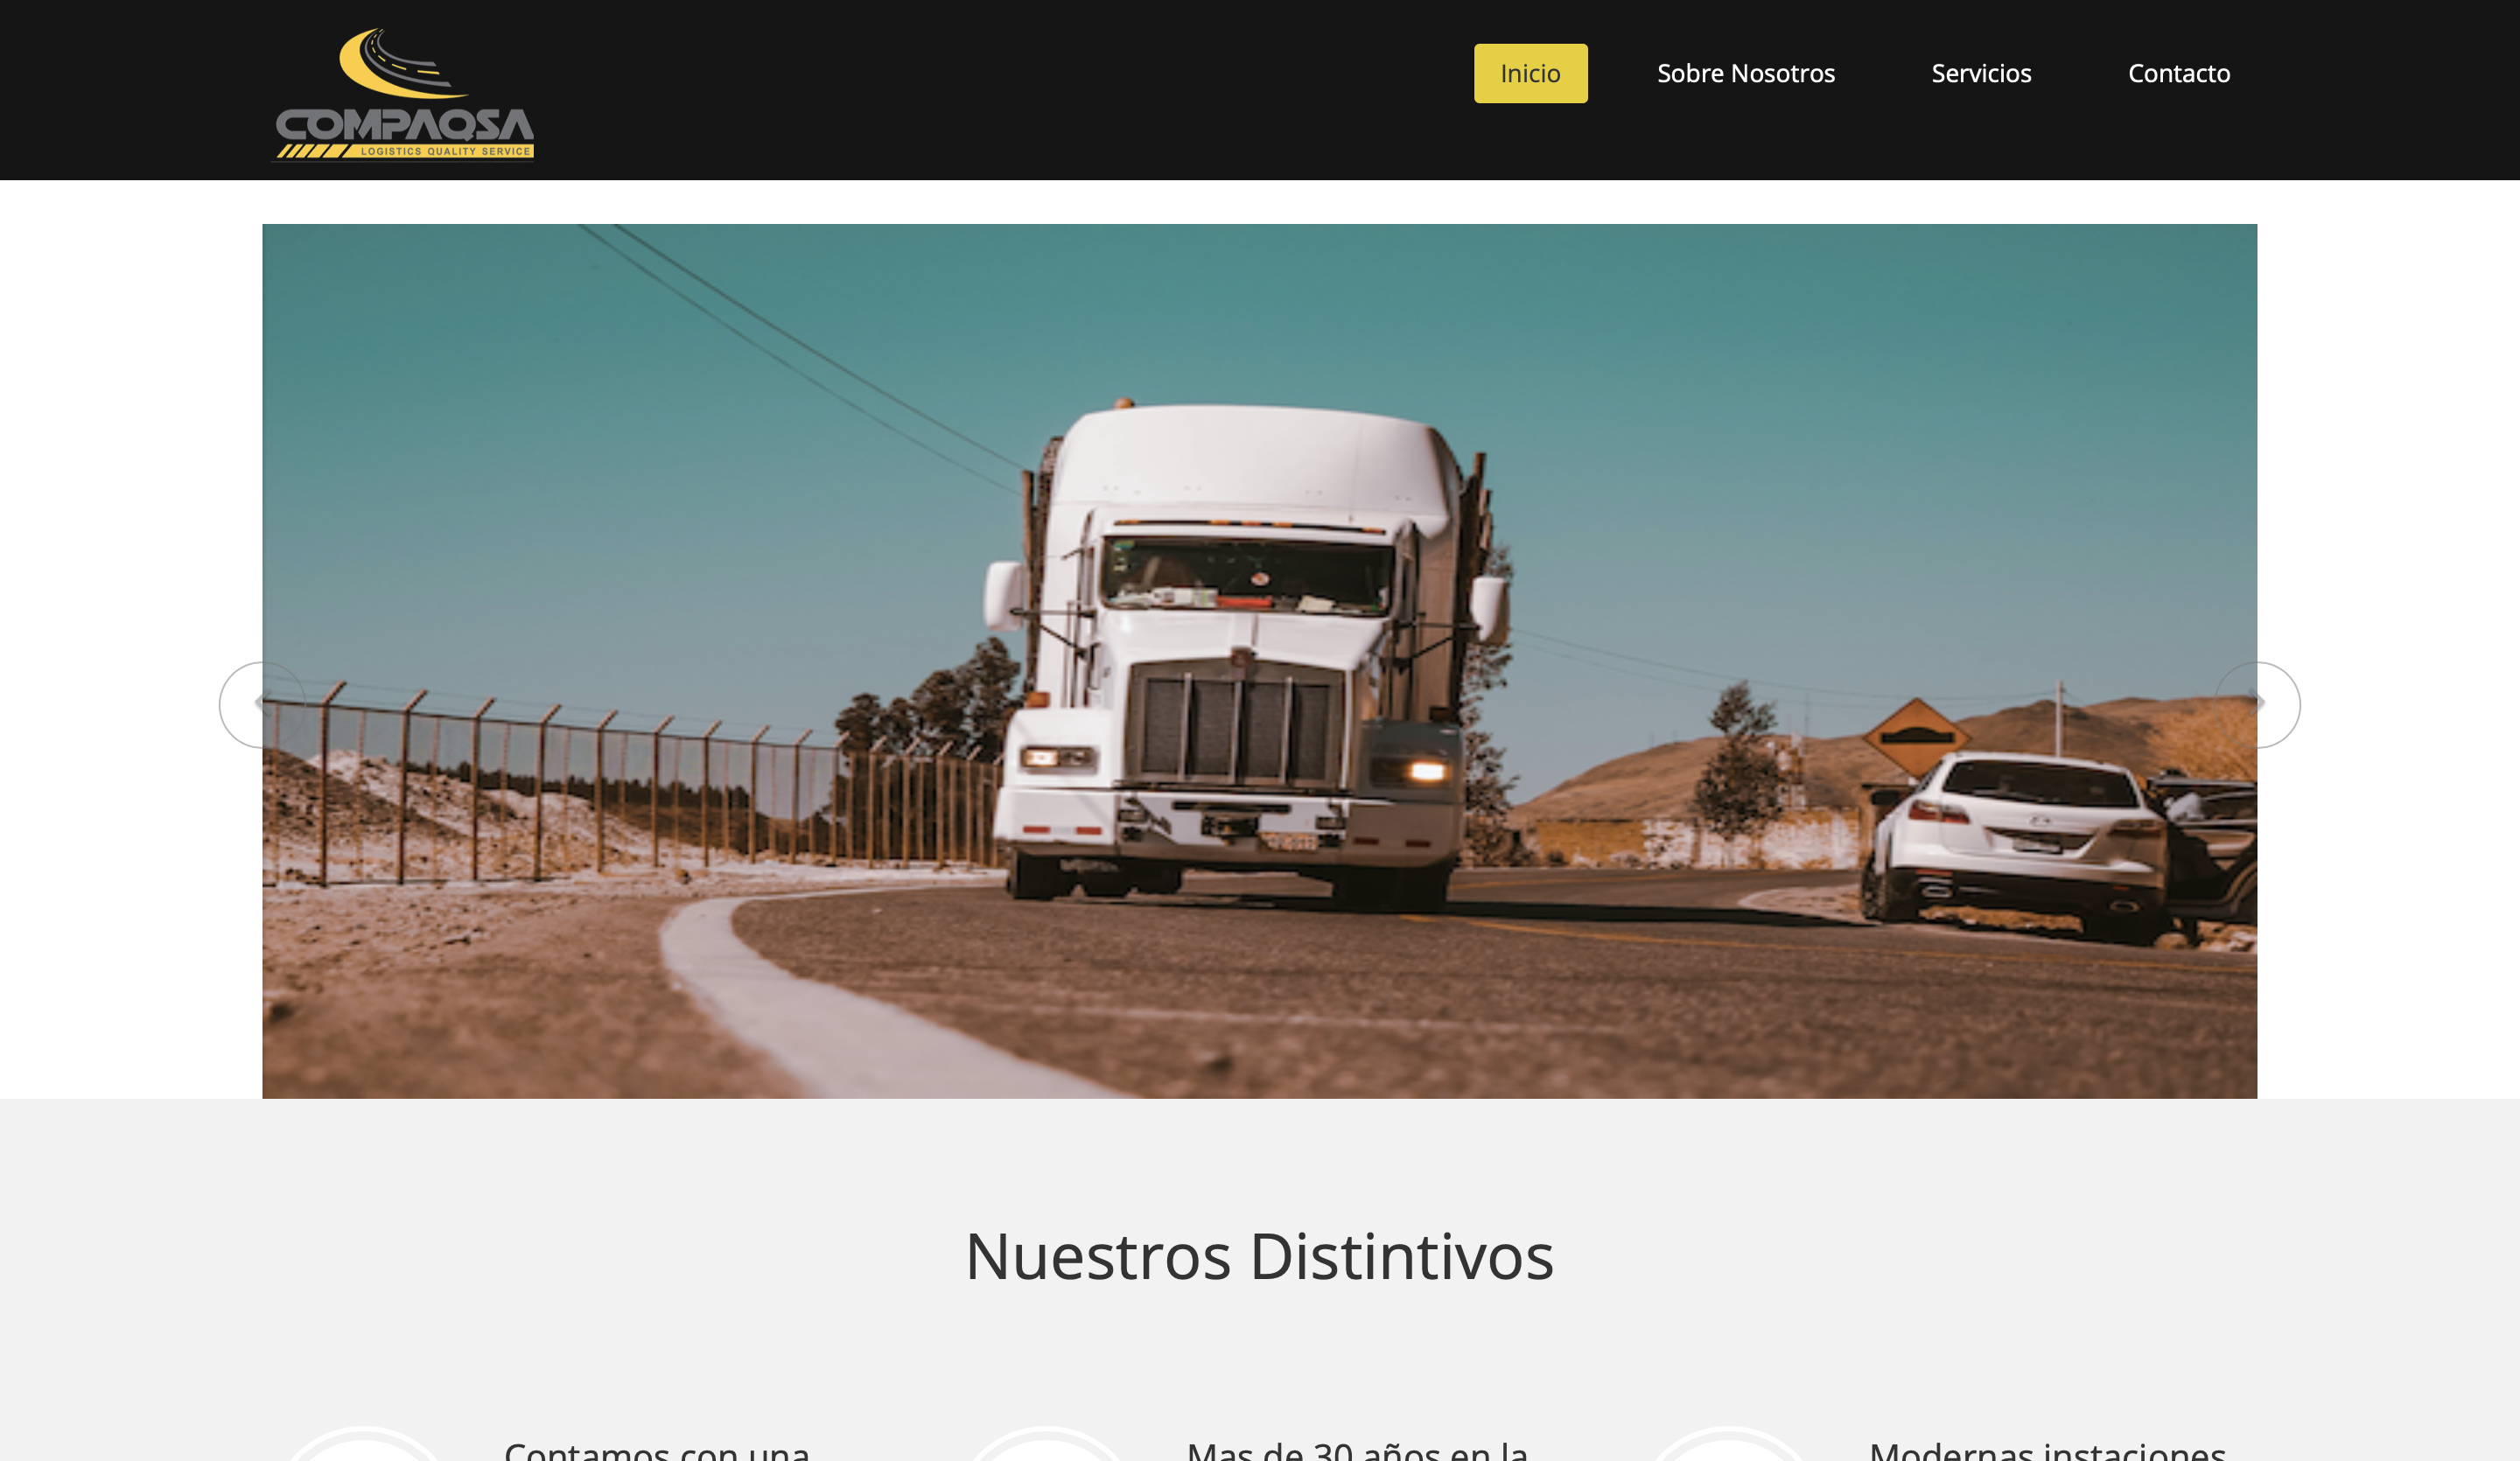 COMPAQSA
LOGISTICS QUALITY SERVICE
Inicio
Sobre Nosotros
Servicios
Contacto
Nuestros Distintivos
Contamos con una
Mas de 30 años en la
Modernas instaciones